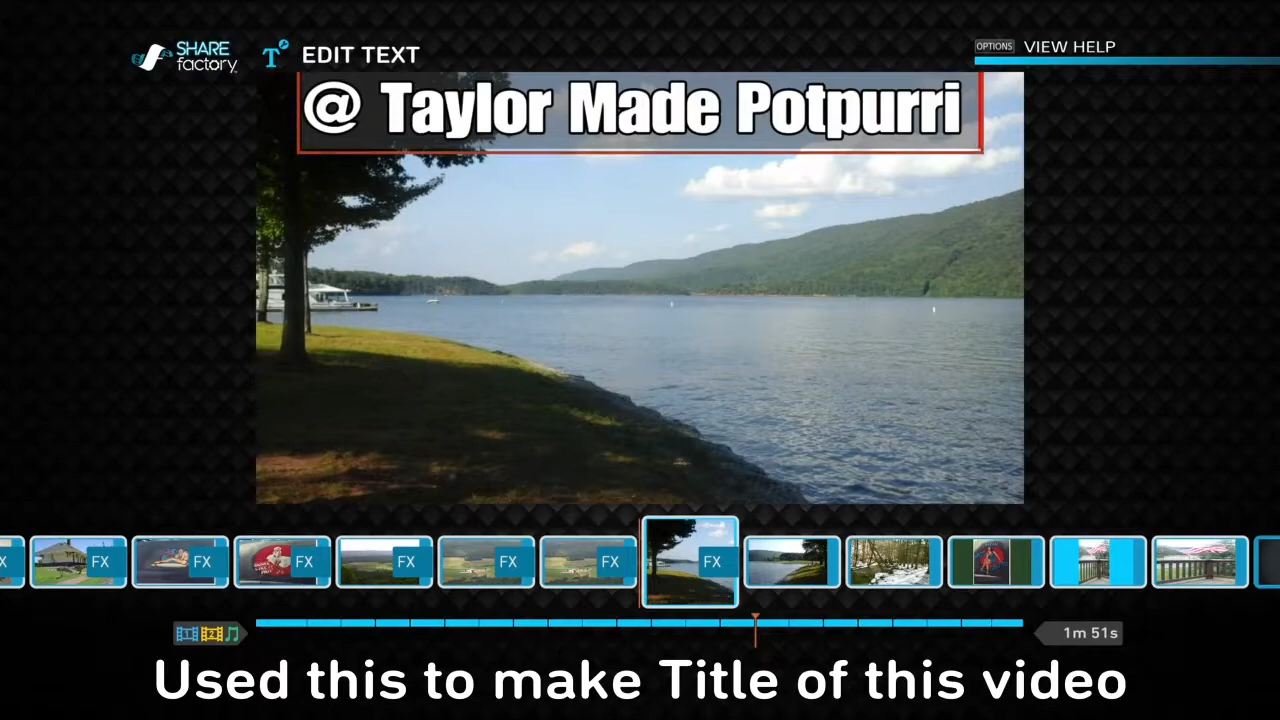 SHARE
factory
EDIT TEXT
OPTIONS VIEW HELP
@ Taylor Made Potpurri
FX FX FX FX FX FX FX
1m 51s
Used this to make Title of this video